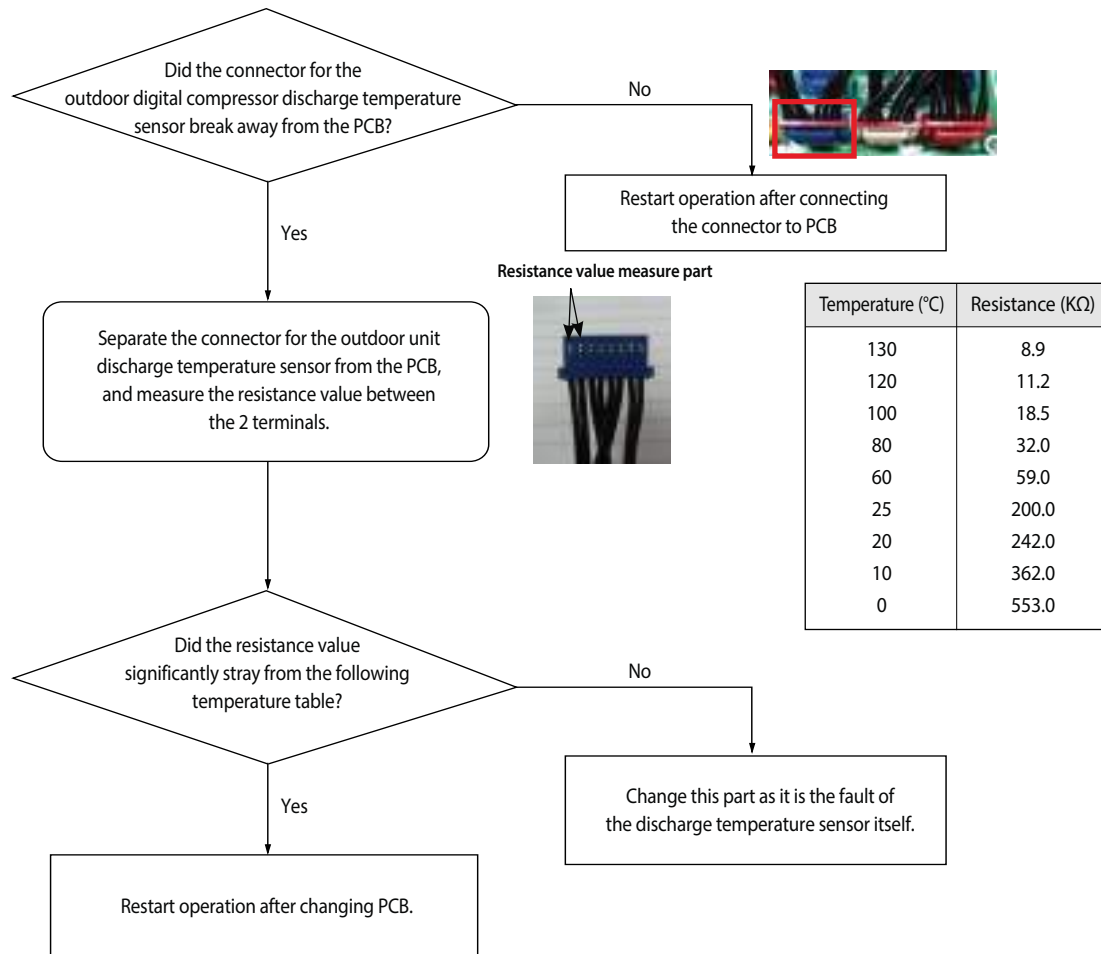 Did the connector for the
outdoor digital compressor discharge temperature
sensor break away from the PCB?
No
Restart operation after connecting
the connector to PCB
Yes
Resistance value measure part
Separate the connector for the outdoor unit
discharge temperature sensor from the PCB,
and measure the resistance value between
the 2 terminals.
Temperature (°C) Resistance (KΩ)
130 8.9
120 11.2
100 18.5
80 32.0
60 59.0
25 200.0
20 242.0
10 362.0
0 553.0
Did the resistance value
significantly stray from the following
temperature table?
No
Change this part as it is the fault of
the discharge temperature sensor itself.
Yes
Restart operation after changing PCB.